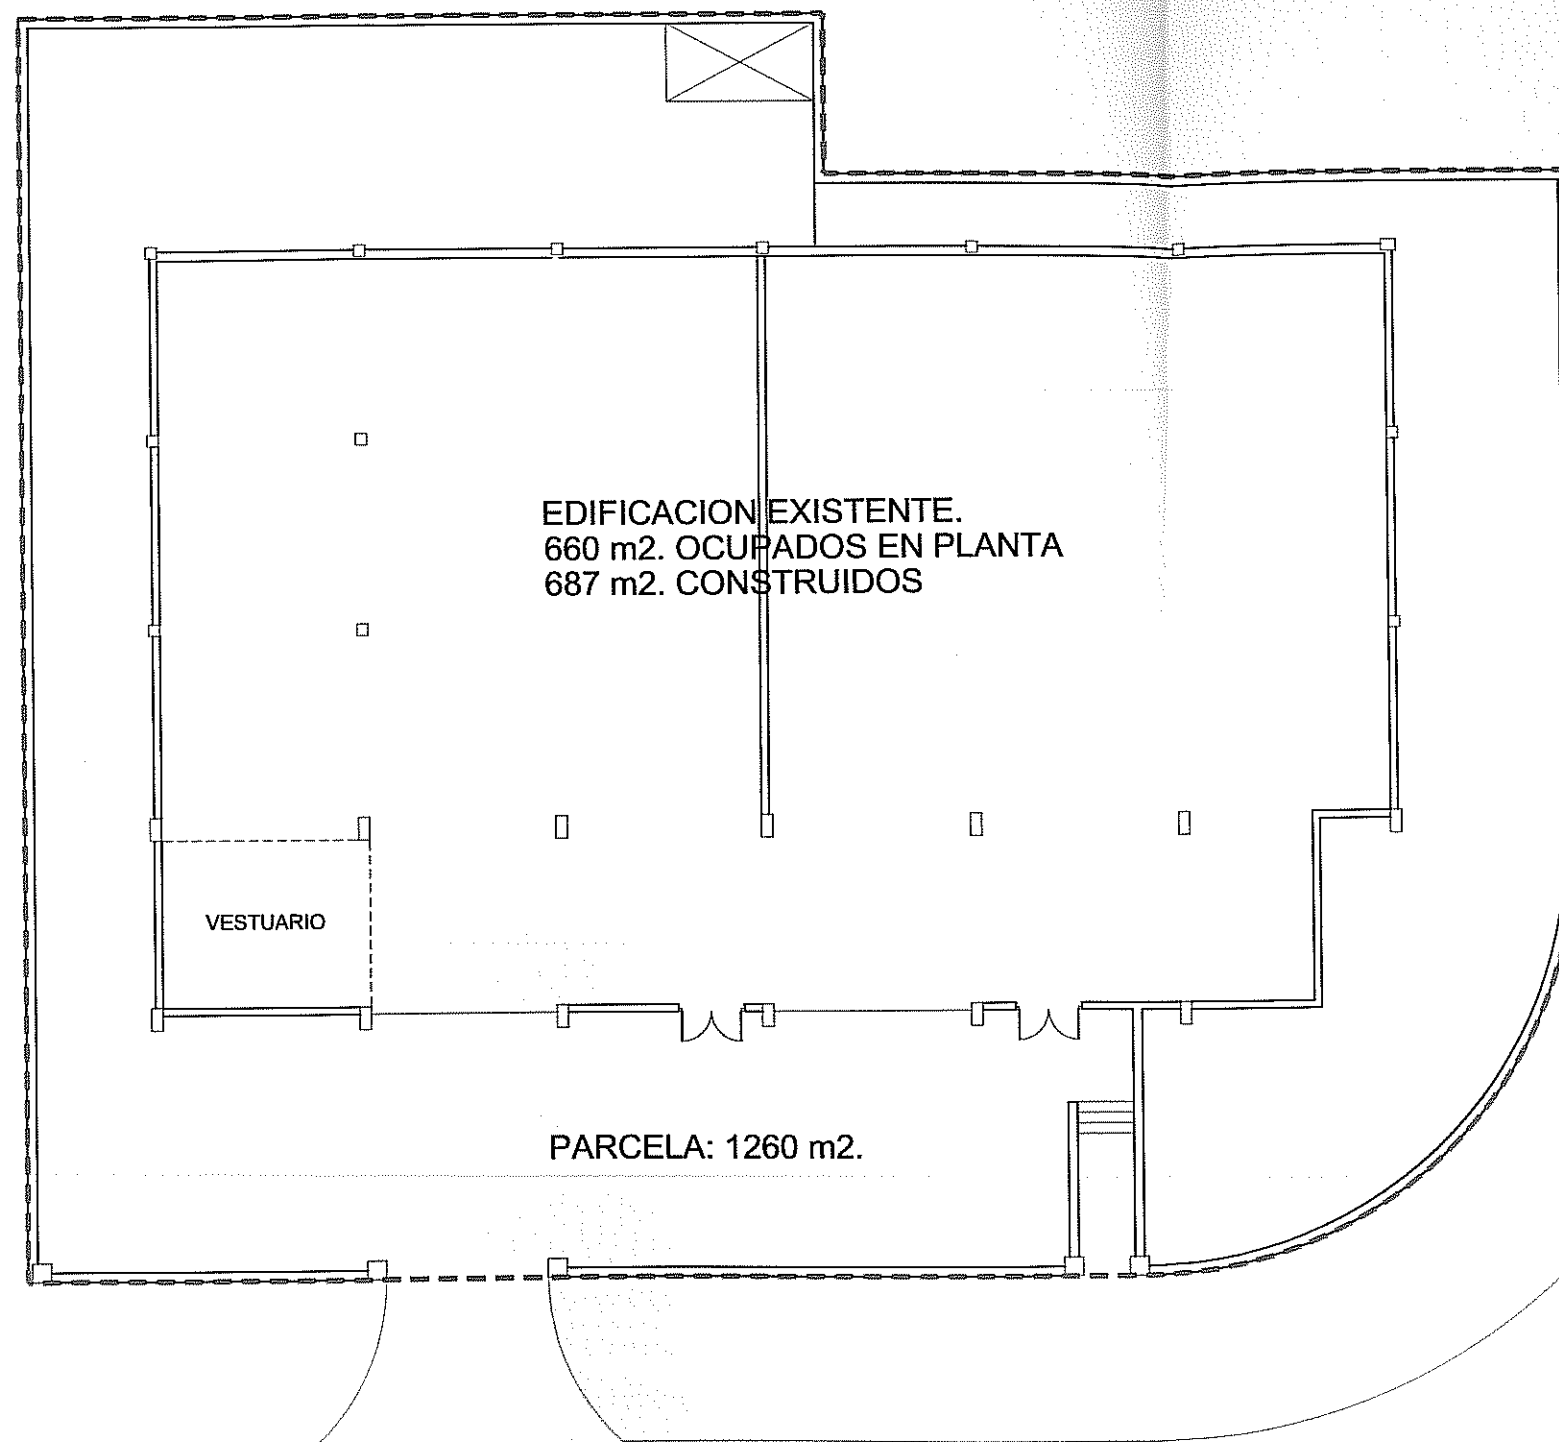 EDIFICACION EXISTENTE.
660 m2. OCUPADOS EN PLANTA
687 m2. CONSTRUIDOS
VESTUARIO
PARCELA: 1260 m2.